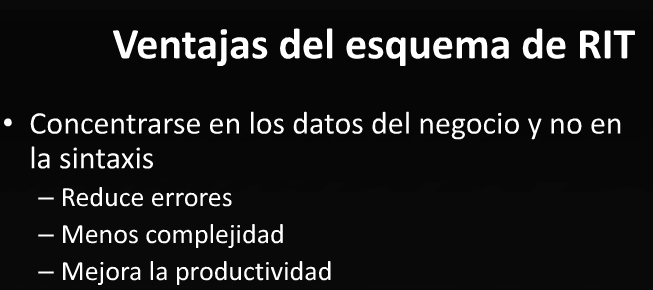 Ventajas del esquema de RIT
• Concentrarse en los datos del negocio y no en
la sintaxis
– Reduce errores
– Menos complejidad
– Mejora la productividad